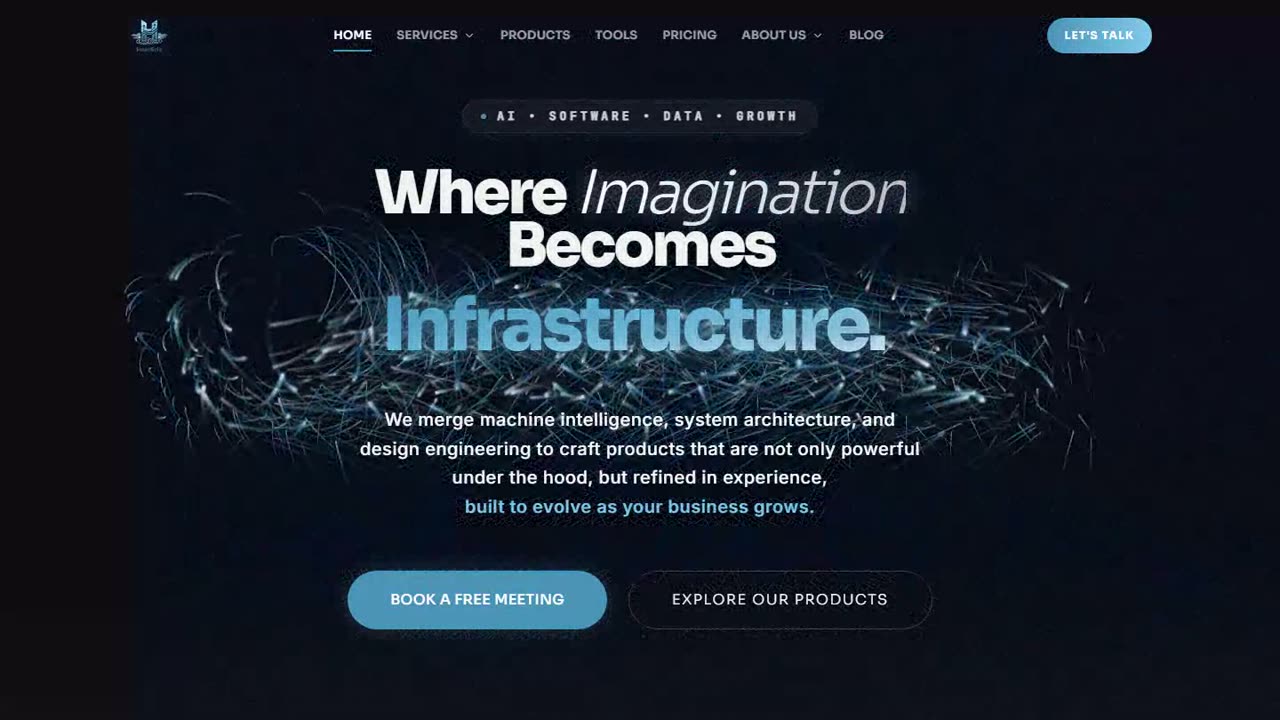 HOME
SERVICES
PRODUCTS
TOOLS
PRICING
ABOUT US
BLOG
LET'S TALK
AI • SOFTWARE • DATA • GROWTH
Where Imagination
Becomes
Infrastructure.
We merge machine intelligence, system architecture, and
design engineering to craft products that are not only powerful
under the hood, but refined in experience,
built to evolve as your business grows.
BOOK A FREE MEETING
EXPLORE OUR PRODUCTS